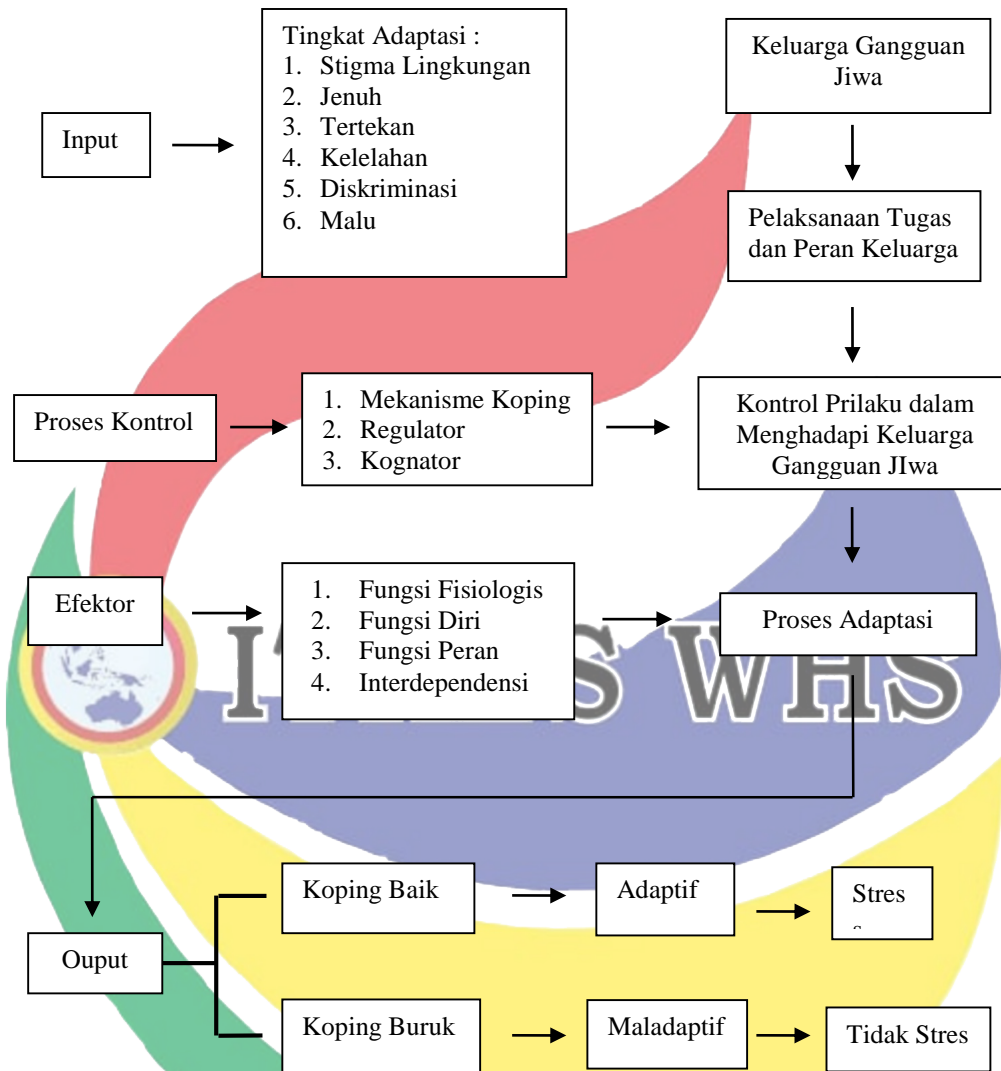 Tingkat Adaptasi :
1. Stigma Lingkungan
2. Jenuh
3. Tertekan
4. Kelelahan
5. Diskriminasi
6. Malu
Keluarga Gangguan
Jiwa
Input
Pelaksanaan Tugas
dan Peran Keluarga
Proses Kontrol
1. Mekanisme Koping
2. Regulator
3. Kognator
Kontrol Prilaku dalam
Menghadapi Keluarga
Gangguan JIwa
Efektor
1. Fungsi Fisiologis
2. Fungsi Diri
3. Fungsi Peran
4. Interdependensi
Proses Adaptasi
WHS
Koping Baik
Adaptif
Stres
Ouput
Koping Buruk
Maladaptif
Tidak Stres